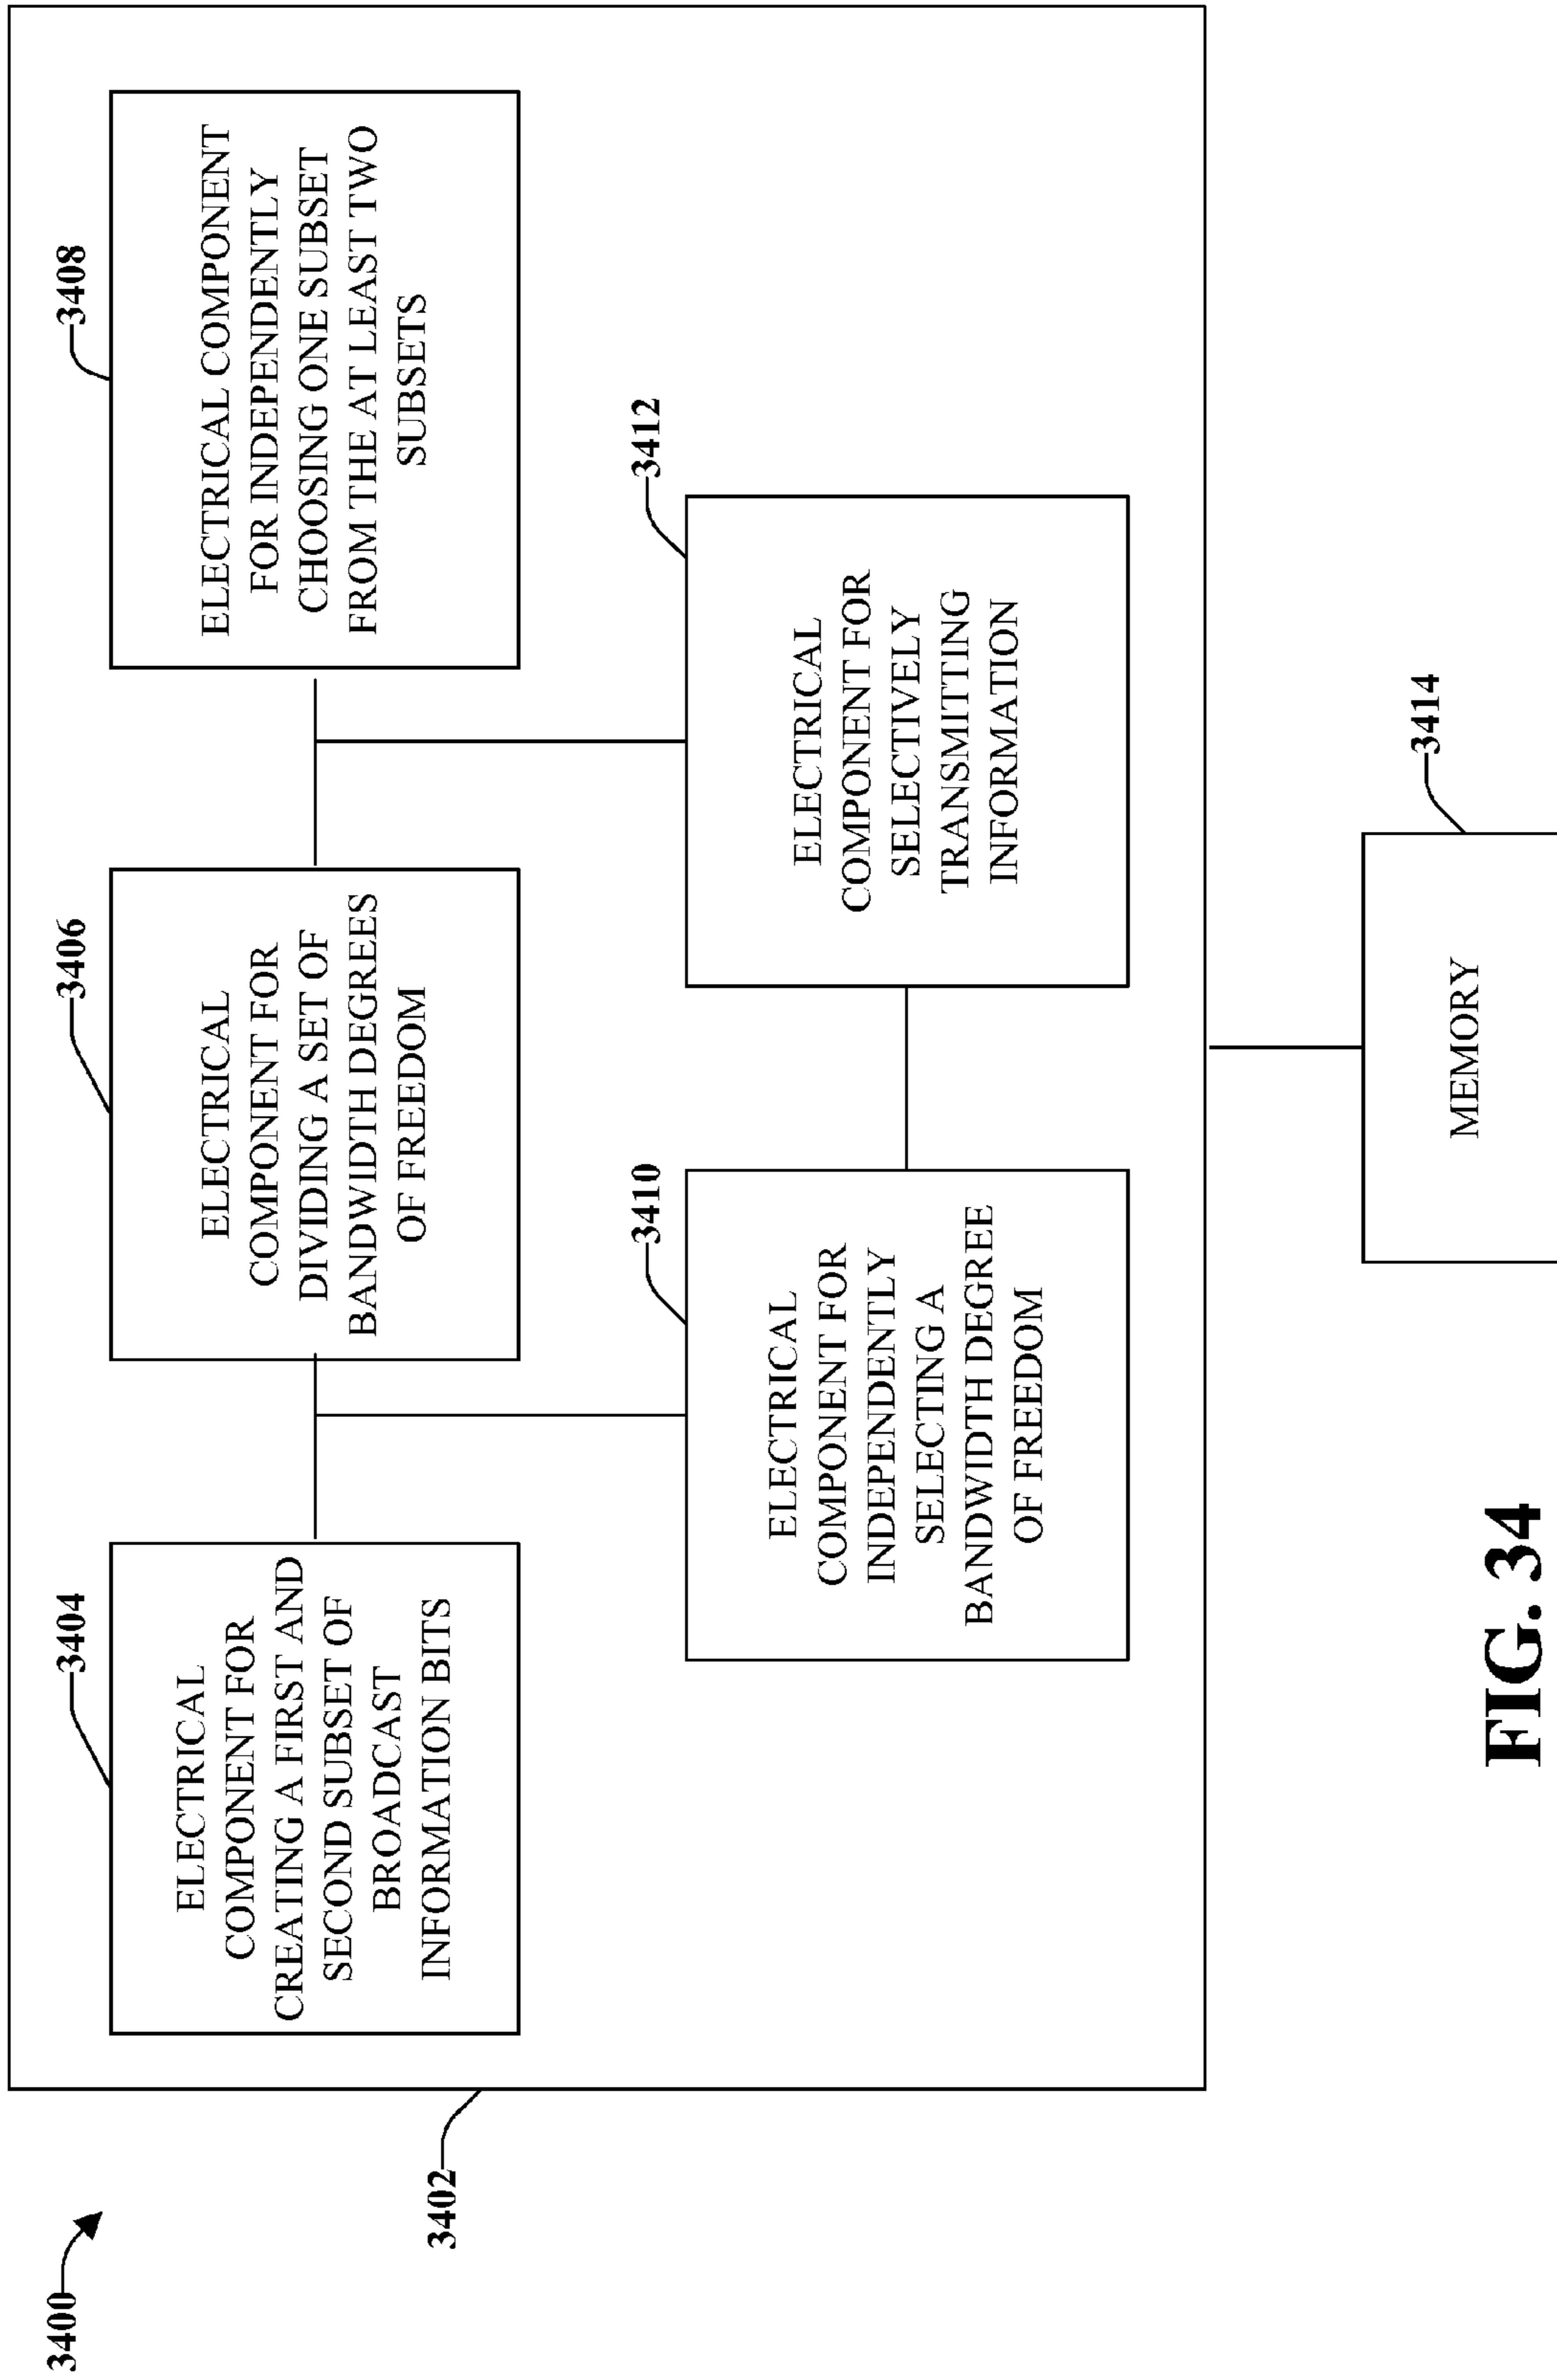 3400
3402
3404
ELECTRICAL
COMPONENT FOR
CREATING A FIRST AND
SECOND SUBSET OF
BROADCAST
INFORMATION BITS
3406
ELECTRICAL
COMPONENT FOR
DIVIDING A SET OF
BANDWIDTH DEGREES
OF FREEDOM
3408
ELECTRICAL COMPONENT
FOR INDEPENDENTLY
CHOOSING ONE SUBSET
FROM THE AT LEAST TWO
SUBSETS
3410
ELECTRICAL
COMPONENT FOR
INDEPENDENTLY
SELECTING A
BANDWIDTH DEGREE
OF FREEDOM
3412
ELECTRICAL
COMPONENT FOR
SELECTIVELY
TRANSMITTING
INFORMATION
3414
MEMORY
FIG. 34